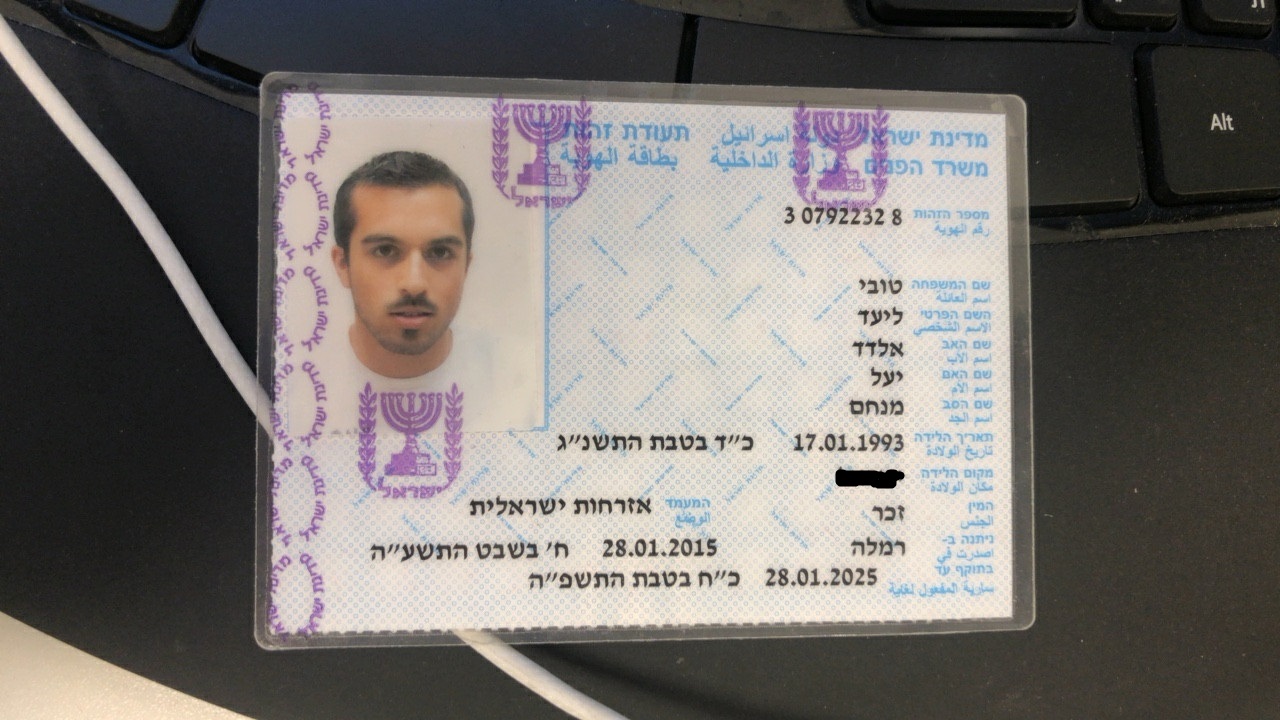 Alt
מדינת ישראל دولة اسرائيل תעודת זהות
משרד הפנים وزارة الداخلية بطاقة الهوية
מספר הזהות 3 0792232 8
رقم الهوية
שם המשפחה טובי
اسم العائلة
השם הפרטי ליעד
الاسم الشخصي
שם האב אלדד
اسم الأب
שם האם יעל
اسم الأم
שם הסב מנחם
اسم الجد
תאריך הלידה 17.01.1993 כ״ד בטבת התשנ״ג
تاريخ الولادة
מקום הלידה
مكان الولادة
המין זכר המעמד אזרחות ישראלית
الجنس الوضع
ניתנה ב- רמלה 28.01.2015 ח׳ בשבט התשע״ה
اصدرت في
בתוקף עד 28.01.2025 כ״ח בטבת התשפ״ה
سارية المفعول لغاية
ישראל
ישראל
ישראל
מדינת ישראל